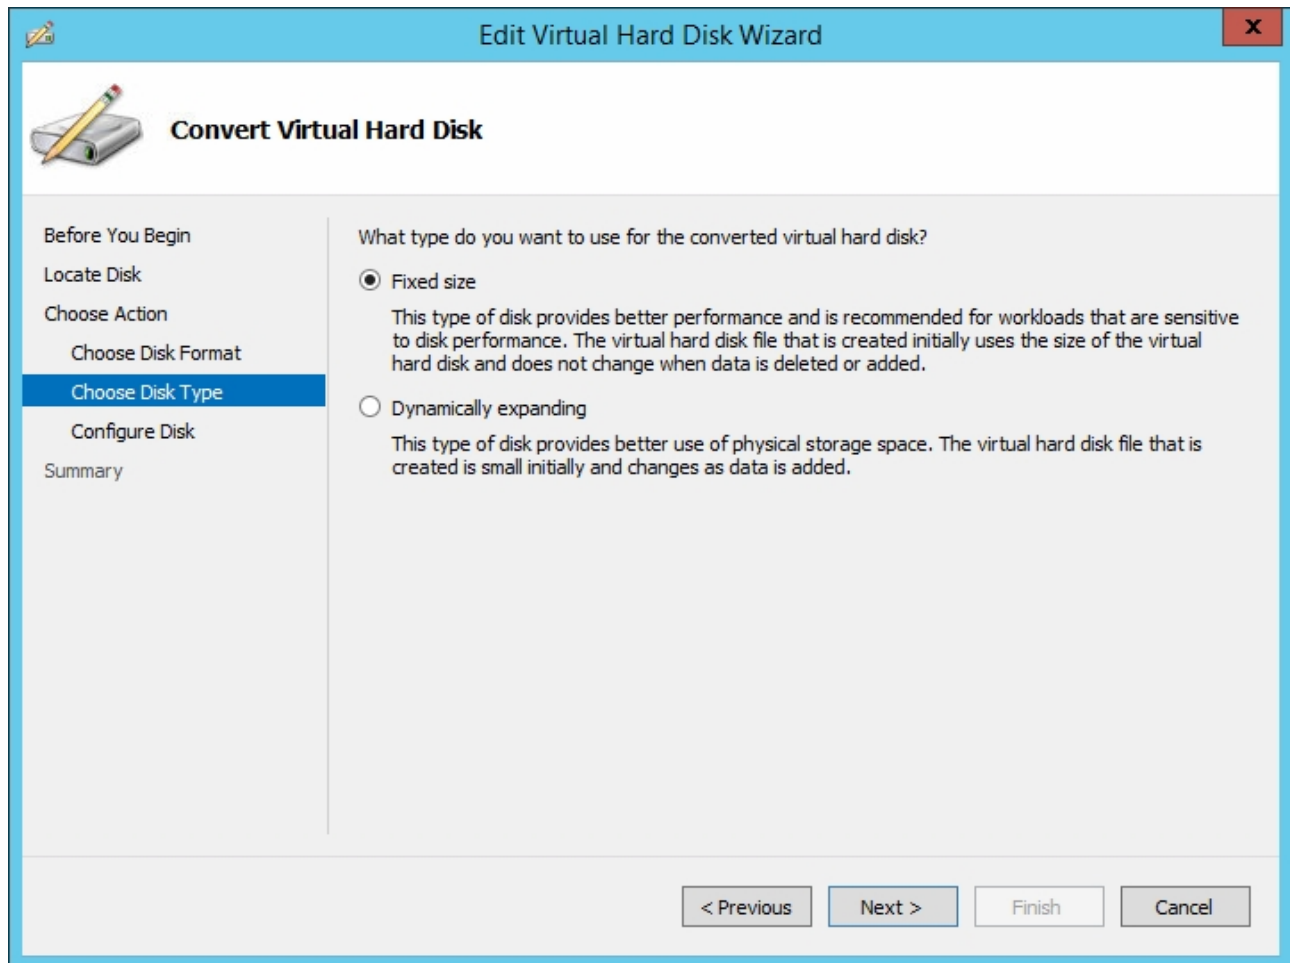 Edit Virtual Hard Disk Wizard
x
Convert Virtual Hard Disk
Before You Begin
Locate Disk
Choose Action
Choose Disk Format
Choose Disk Type
Configure Disk
Summary
What type do you want to use for the converted virtual hard disk?
Fixed size
This type of disk provides better performance and is recommended for workloads that are sensitive
to disk performance. The virtual hard disk file that is created initially uses the size of the virtual
hard disk and does not change when data is deleted or added.
Dynamically expanding
This type of disk provides better use of physical storage space. The virtual hard disk file that is
created is small initially and changes as data is added.
< Previous
Next >
Finish
Cancel